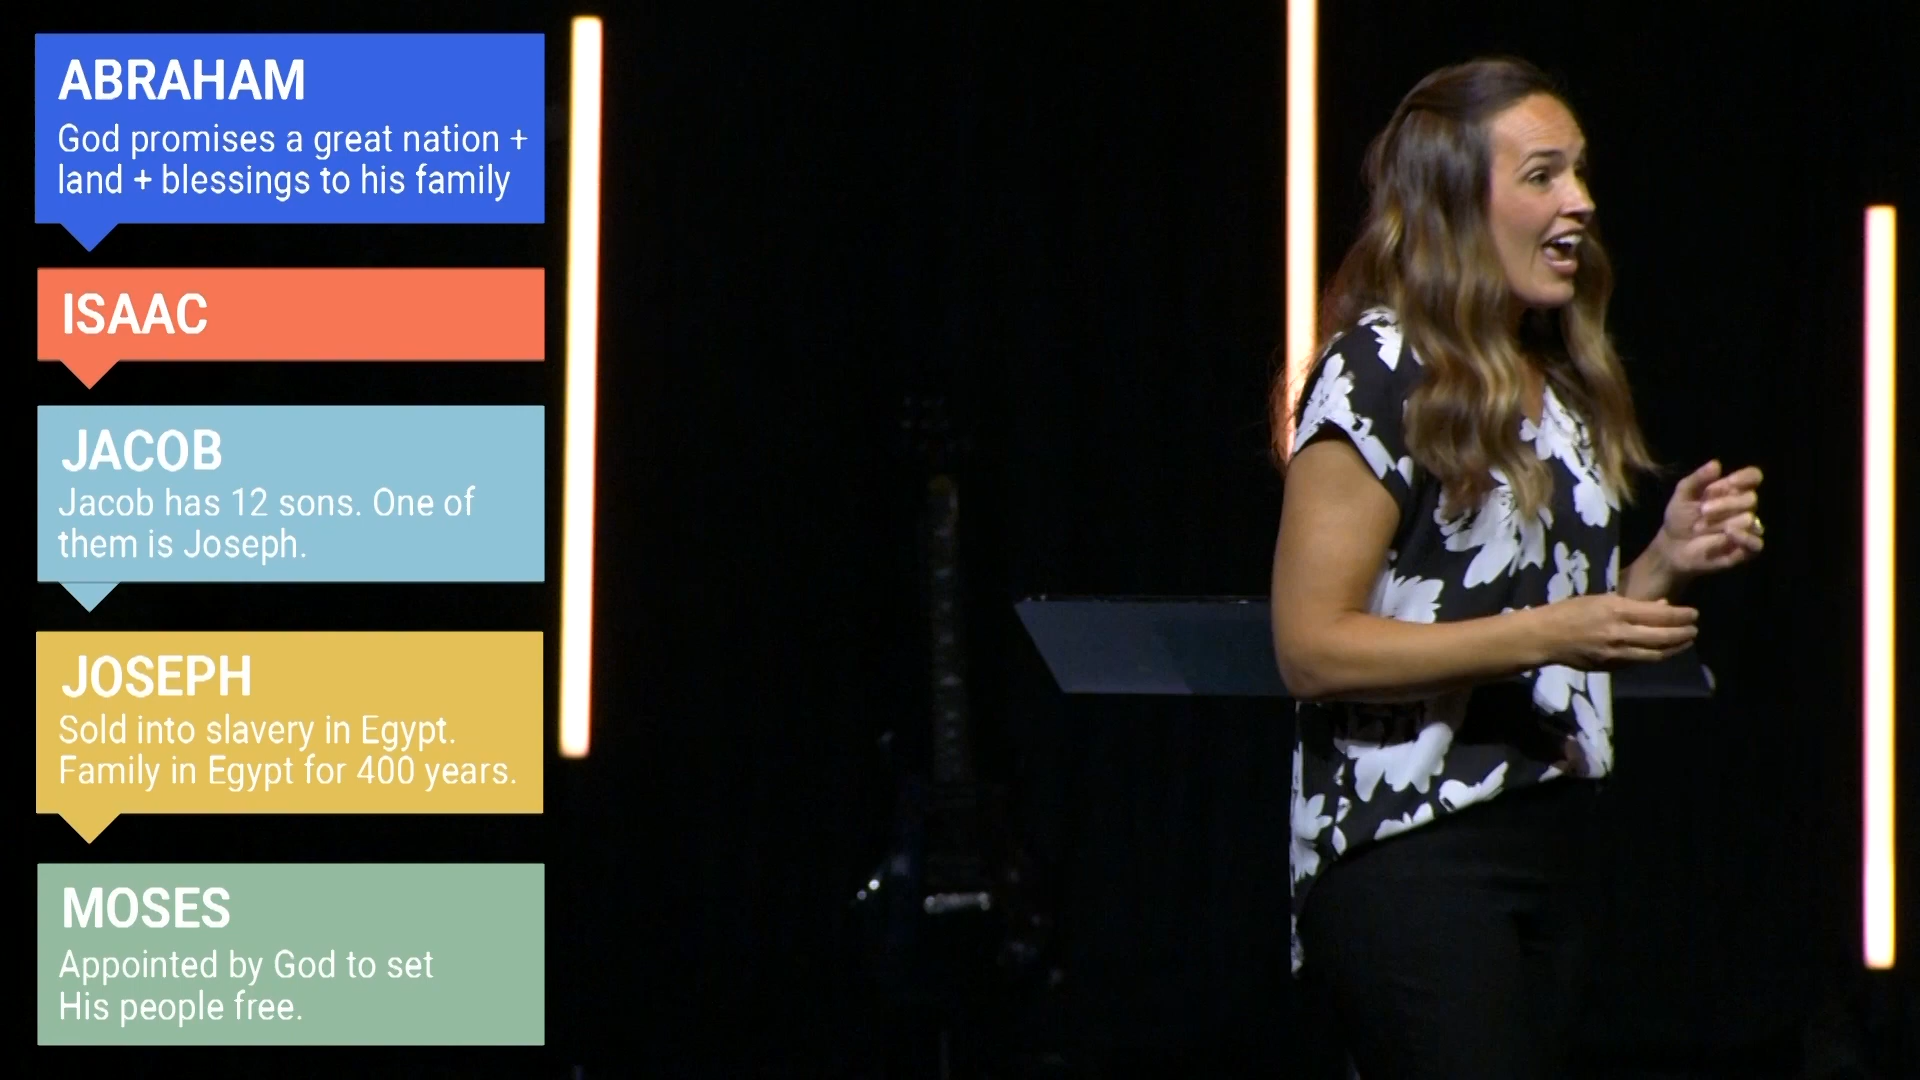 ABRAHAM
God promises a great nation +
land + blessings to his family
ISAAC
JACOB
Jacob has 12 sons. One of
them is Joseph.
JOSEPH
Sold into slavery in Egypt.
Family in Egypt for 400 years.
MOSES
Appointed by God to set
His people free.